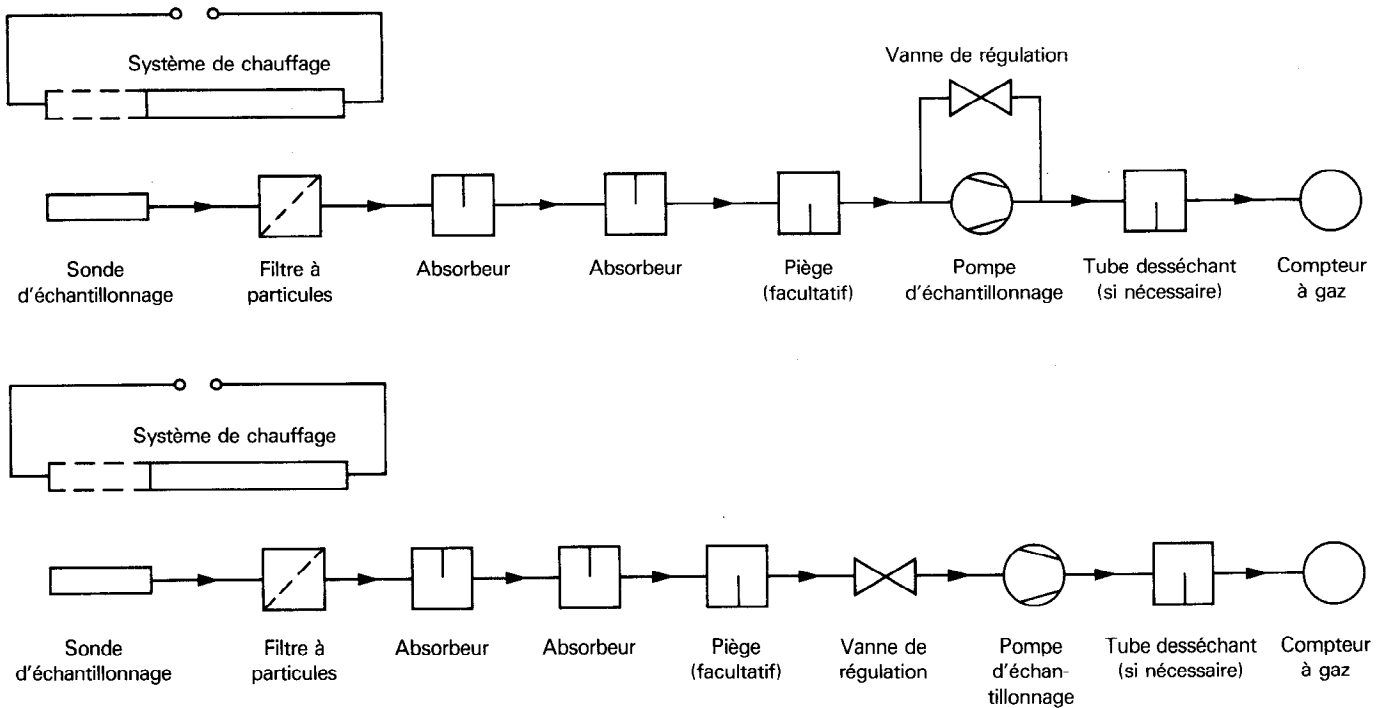 Système de chauffage
Vanne de régulation
Sonde
d'échantillonnage
Filtre à
particules
Absorbeur
Absorbeur
Piège
(facultatif)
Pompe
d'échantillonnage
Tube desséchant
(si nécessaire)
Compteur
à gaz
Système de chauffage
Sonde
d'échantillonnage
Filtre à
particules
Absorbeur
Absorbeur
Piège
(facultatif)
Vanne de
régulation
Pompe
d'échan-
tillonnage
Tube desséchant
(si nécessaire)
Compteur
à gaz